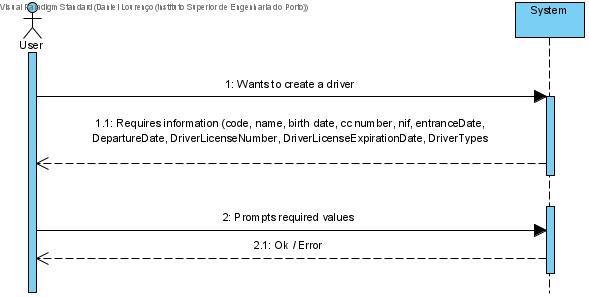 Visual Paradigm Standard (Daniel Lourenço (Instituto Superior de Engenharia do Porto))
User
System
1: Wants to create a driver
1.1: Requires information (code, name, birth date, cc number, nif, entranceDate,
DepartureDate, DriverLicenseNumber, DriverLicenseExpirationDate, DriverTypes
2: Prompts required values
2.1: Ok / Error